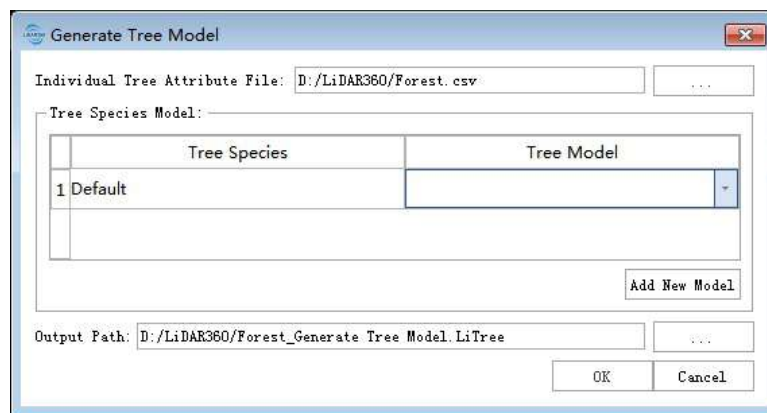 Generate Tree Model
Individual Tree Attribute File: D:/LiDAR360/Forest.csv ...
Tree Species Model:
Tree Species Tree Model
1 Default
Add New Model
Output Path: D:/LiDAR360/Forest_Generate Tree Model.LiTree ...
OK Cancel